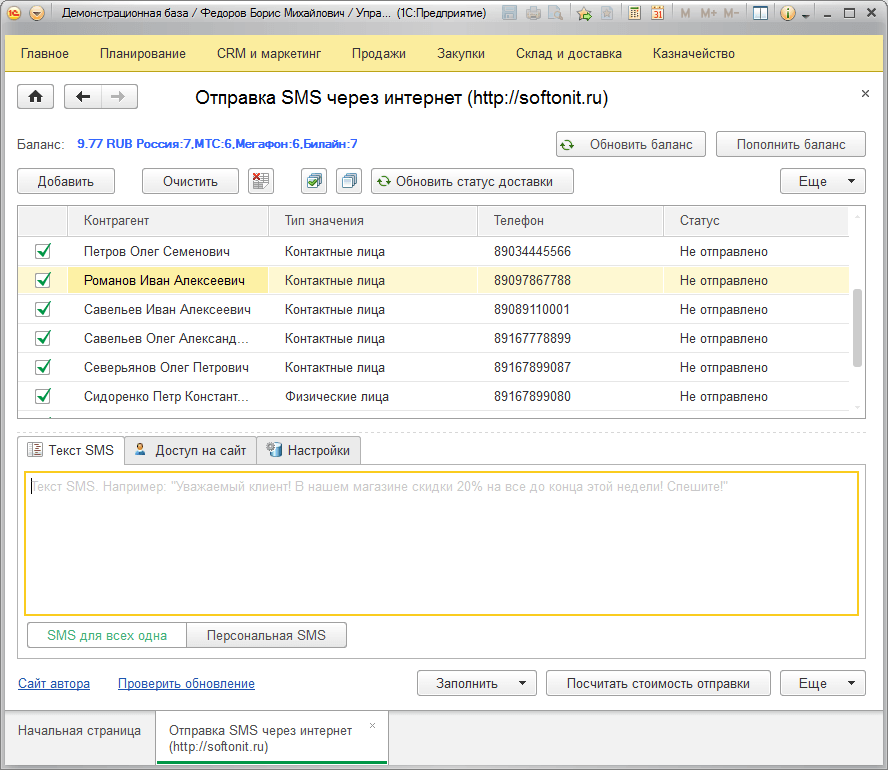 Демонстрационная база / Федоров Борис Михайлович / Упра... (1С:Предприятие)
M M+ M-
Главное Планирование CRM и маркетинг Продажи Закупки Склад и доставка Казначейство
Отправка SMS через интернет (http://softonit.ru)
Баланс: 9.77 RUB Россия:7,МТС:6,Мегафон:6,Билайн:7 Обновить баланс Пополнить баланс
Добавить Очистить Обновить статус доставки Еще
Контрагент Тип значения Телефон Статус
Петров Олег Семенович Контактные лица 89034445566 Не отправлено
Романов Иван Алексеевич Контактные лица 89097867788 Не отправлено
Савельев Иван Алексеевич Контактные лица 89089110001 Не отправлено
Савельев Олег Александ... Контактные лица 89167778899 Не отправлено
Северьянов Олег Петрович Контактные лица 89167899087 Не отправлено
Сидоренко Петр Констант... Физические лица 89167899080 Не отправлено
Текст SMS Доступ на сайт Настройки
Текст SMS. Например: "Уважаемый клиент! В нашем магазине скидки 20% на все до конца этой недели! Спешите!"
SMS для всех одна Персональная SMS
Сайт автора Проверить обновление Заполнить Посчитать стоимость отправки Еще
Начальная страница Отправка SMS через интернет
(http://softonit.ru)